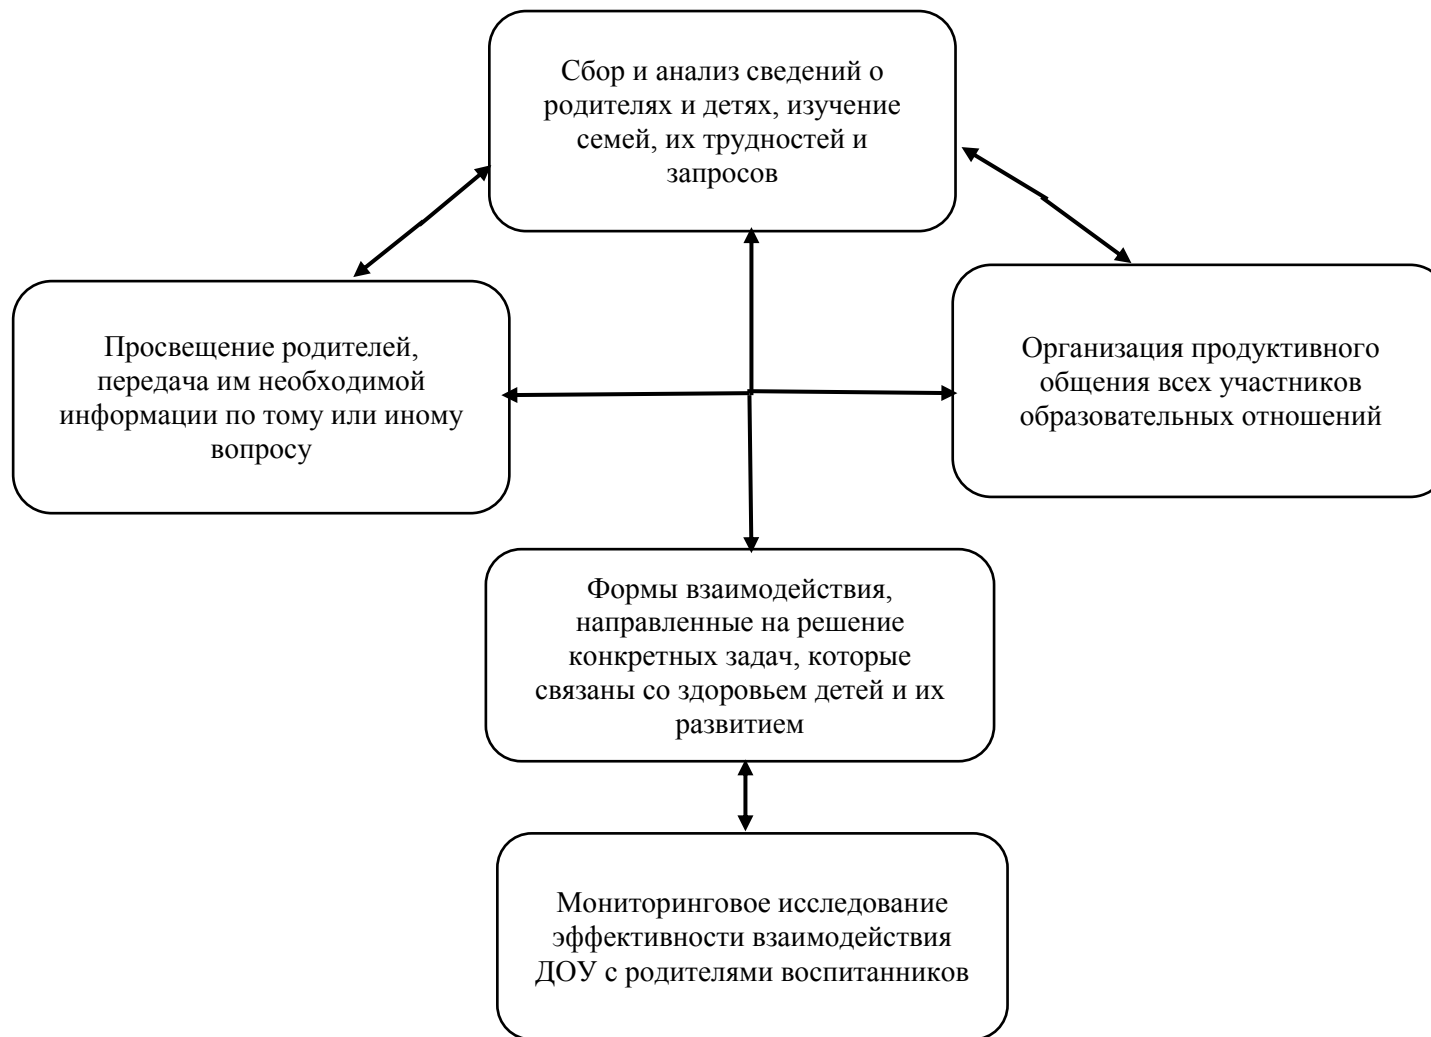 Сбор и анализ сведений о
родителях и детях, изучение
семей, их трудностей и
запросов
Просвещение родителей,
передача им необходимой
информации по тому или иному
вопросу
Организация продуктивного
общения всех участников
образовательных отношений
Формы взаимодействия,
направленные на решение
конкретных задач, которые
связаны со здоровьем детей и их
развитием
Мониторинговое исследование
эффективности взаимодействия
ДОУ с родителями воспитанников